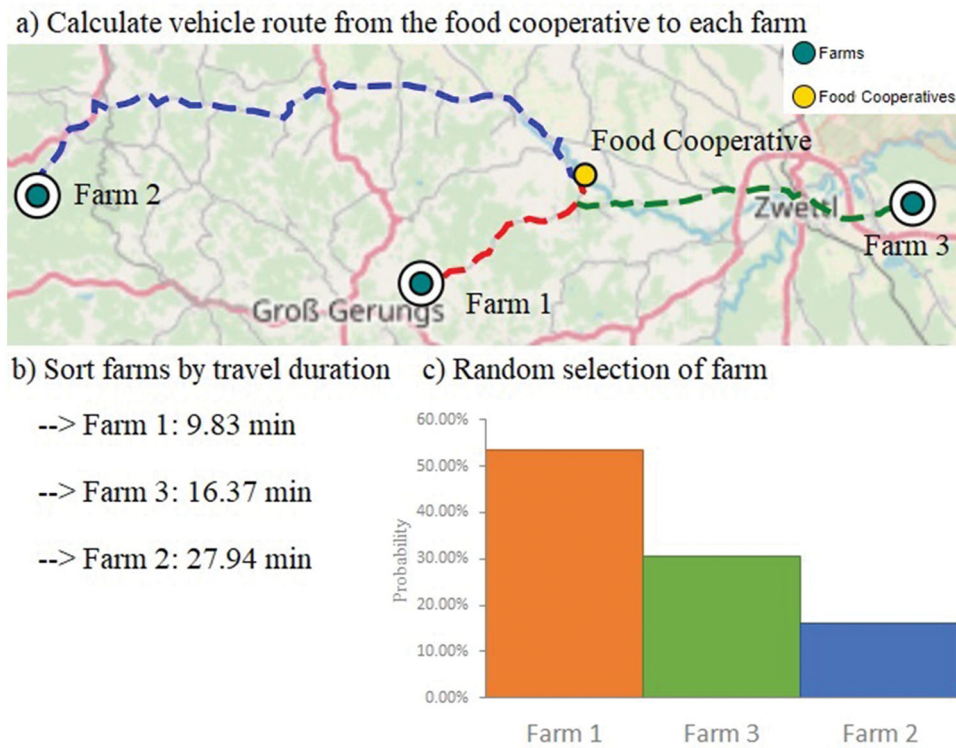 a) Calculate vehicle route from the food cooperative to each farm
Farms
Food Cooperatives
Food Cooperative
Farm 2
Zwettl
Farm 3
Farm 1
Groß Gerungs
b) Sort farms by travel duration
--> Farm 1: 9.83 min
--> Farm 3: 16.37 min
--> Farm 2: 27.94 min
c) Random selection of farm
60.00%
50.00%
40.00%
30.00%
20.00%
10.00%
0.00%
Probability
Farm 1
Farm 3
Farm 2